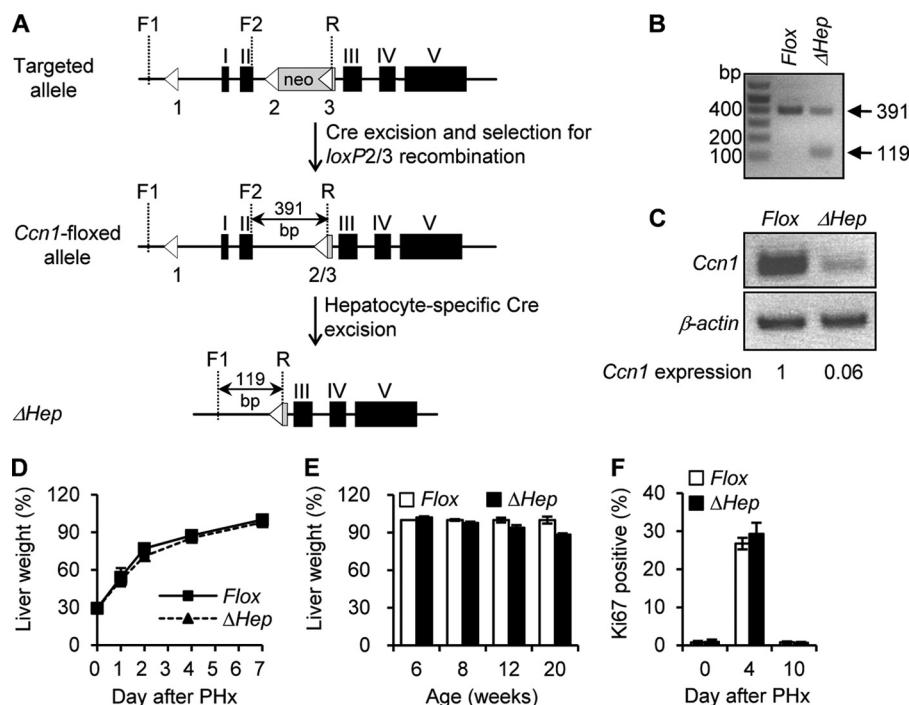 A
F1 F2 R
I II III IV V
Targeted
allele
neo
1 2 3
Cre excision and selection for
loxP2/3 recombination
F1 F2 R
391
I II III IV V
bp
Ccn1-floxed
allele
1 2/3
Hepatocyte-specific Cre
excision
F1 R
119
III IV V
bp
ΔHep
B
Flox ΔHep
bp
400
200
100
391
119
C
Flox ΔHep
Ccn1
β-actin
Ccn1 expression 1 0.06
D
Liver weight (%)
120
90
60
30
0
Flox
ΔHep
0 1 2 3 4 5 6 7
Day after PHx
E
Liver weight (%)
Flox ΔHep
120
90
60
30
0
6 8 12 20
Age (weeks)
F
Ki67 positive (%)
Flox
ΔHep
40
30
20
10
0
0 4 10
Day after PHx